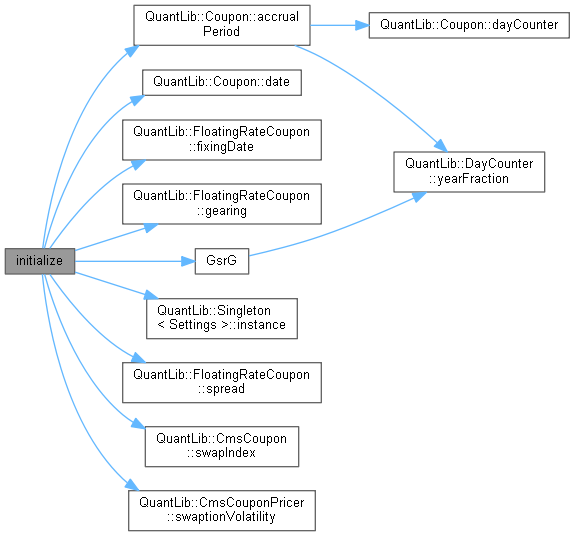 QuantLib::Coupon::accrual
Period
QuantLib::Coupon::dayCounter
QuantLib::Coupon::date
QuantLib::FloatingRateCoupon
::fixingDate
QuantLib::DayCounter
::yearFraction
QuantLib::FloatingRateCoupon
::gearing
initialize
GsrG
QuantLib::Singleton
< Settings >::instance
QuantLib::FloatingRateCoupon
::spread
QuantLib::CmsCoupon
::swapIndex
QuantLib::CmsCouponPricer
::swaptionVolatility